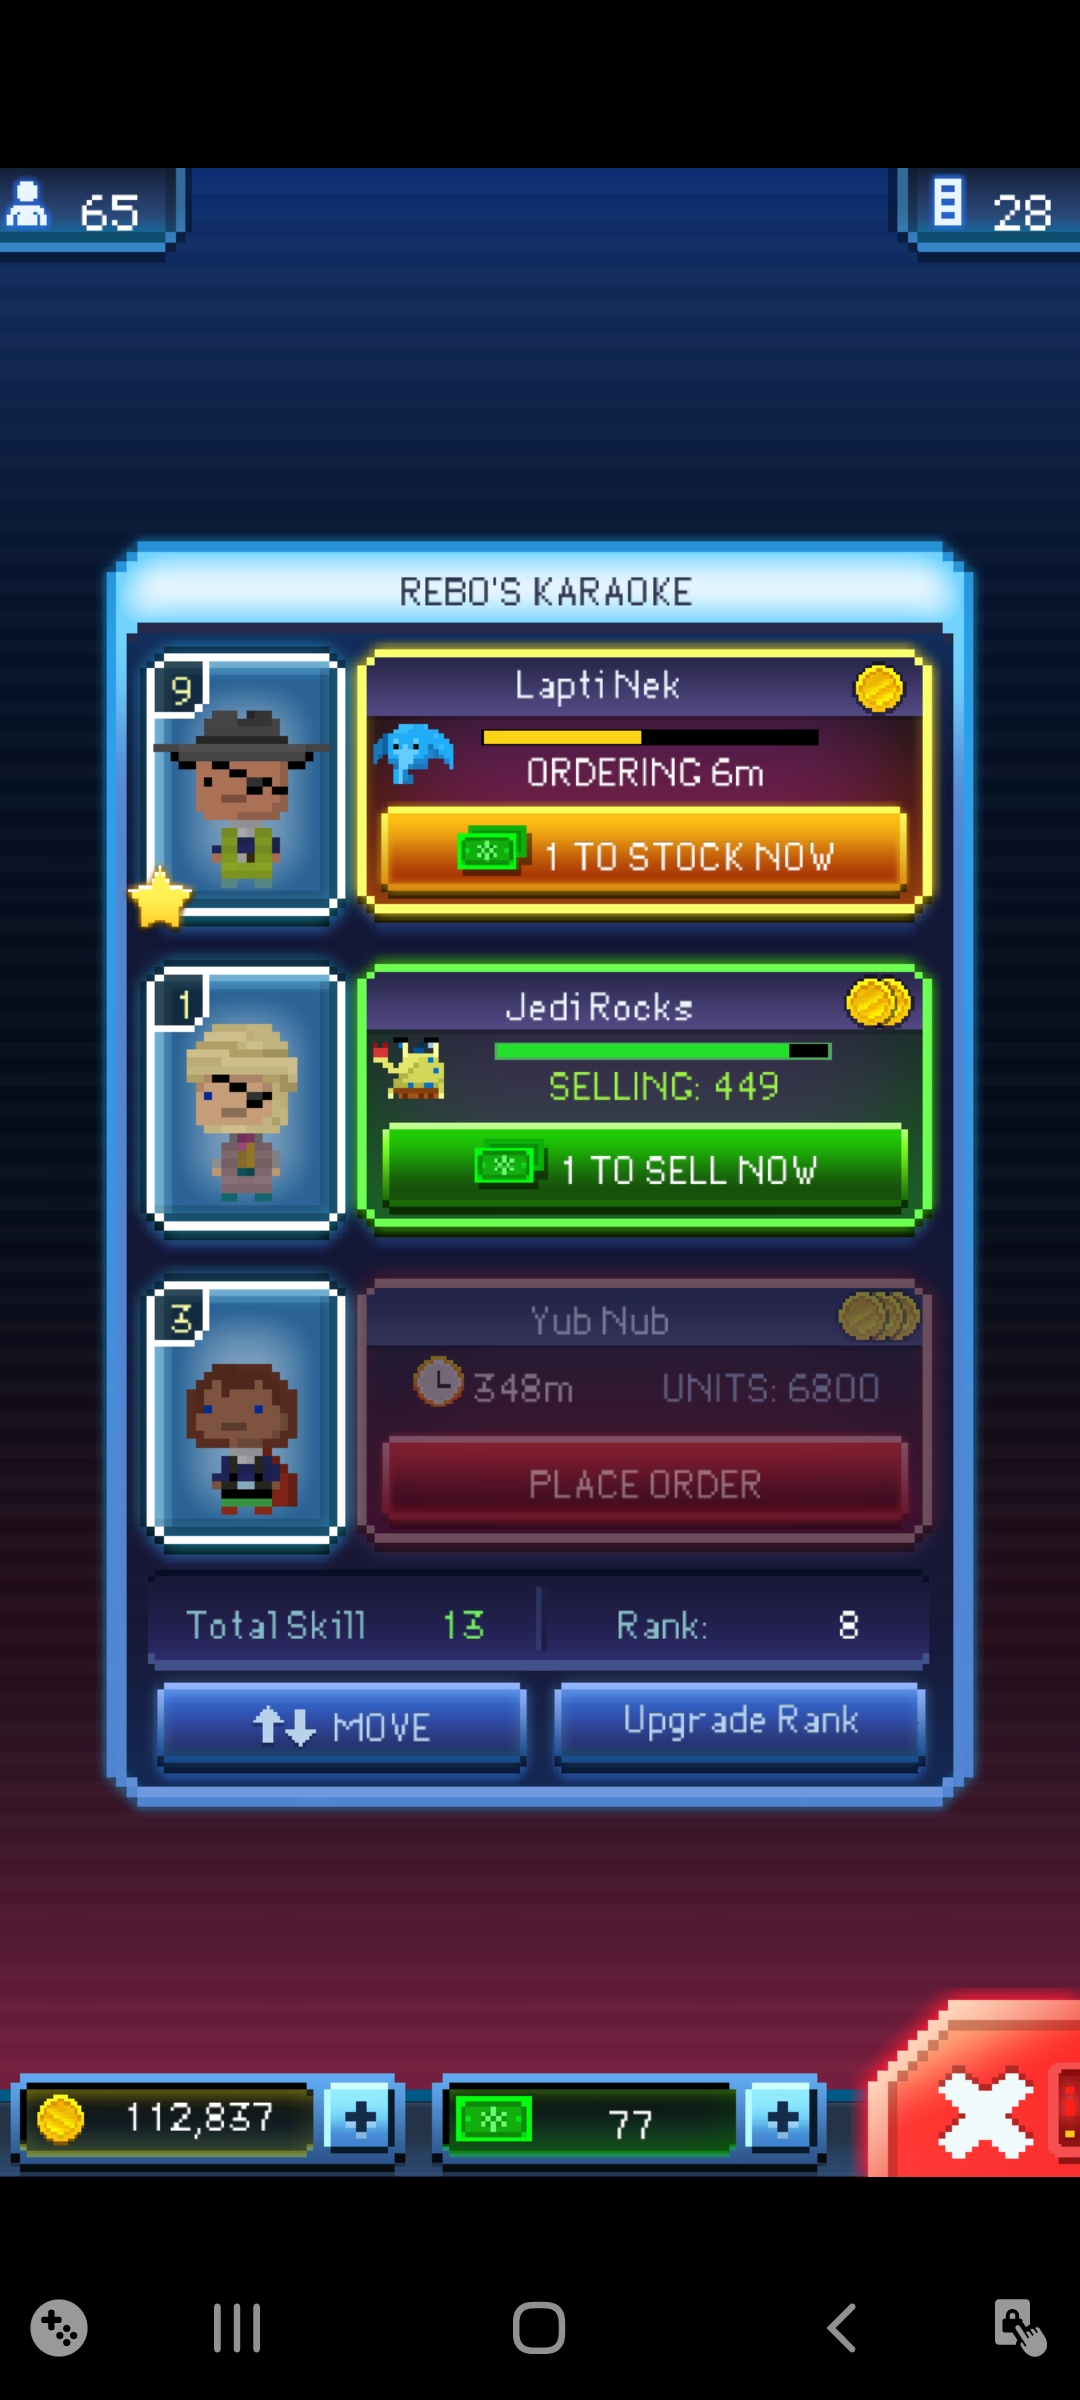 65
28
REBO'S KARAOKE
9
Lapti Nek
ORDERING 6m
1 TO STOCK NOW
1
Jedi Rocks
SELLING: 449
1 TO SELL NOW
3
Yub Nub
348m UNITS: 6800
PLACE ORDER
Total Skill 13 Rank: 8
MOVE Upgrade Rank
112,837 + 77 +